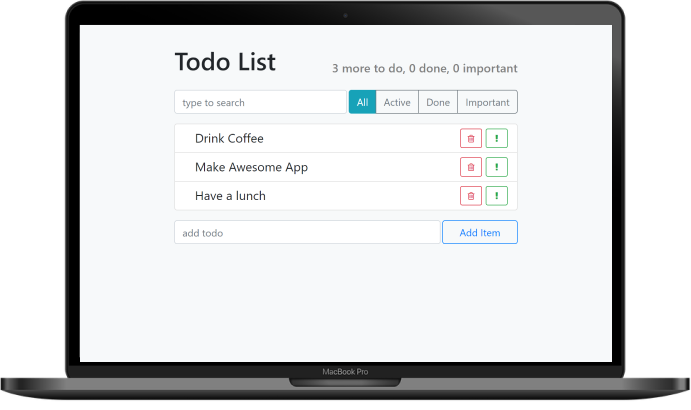 Todo List
3 more to do, 0 done, 0 important
type to search
All Active Done Important
Drink Coffee
Make Awesome App
Have a lunch
add todo Add Item
MacBook Pro